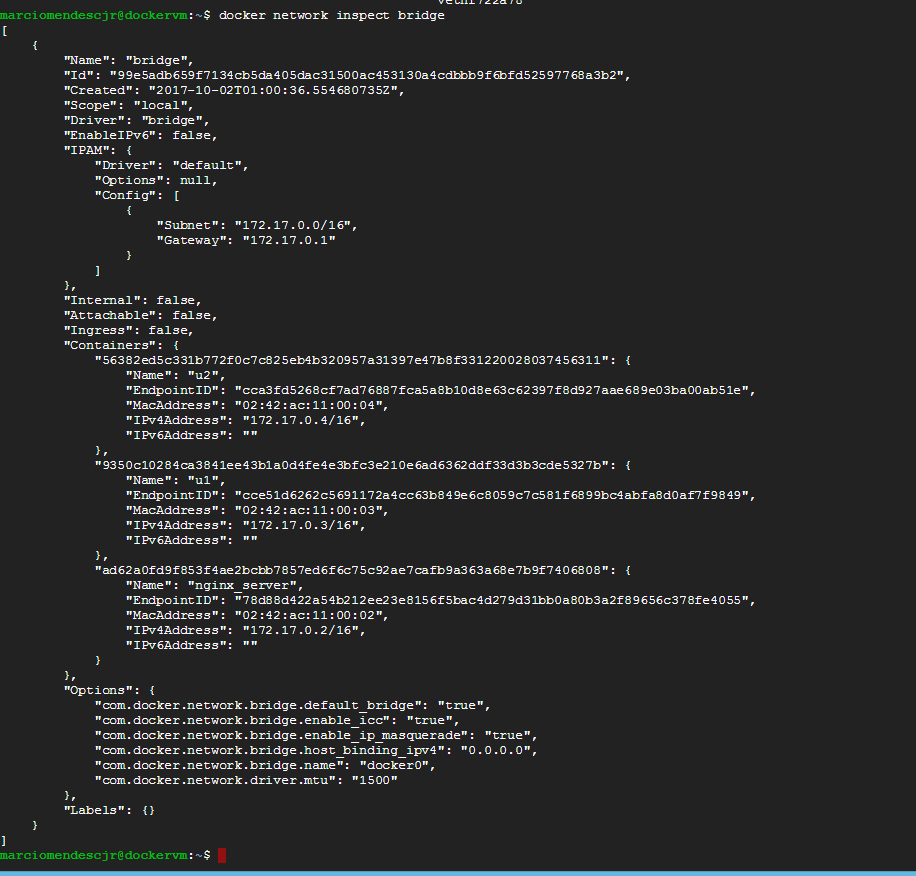 marciomendescjr@dockervm:~$ docker network inspect bridge
[
    {
        "Name": "bridge",
        "Id": "99e5adb659f7134cb5da405dac31500ac453130a4cdbbb9f6bfd52597768a3b2",
        "Created": "2017-10-02T01:00:36.554680735Z",
        "Scope": "local",
        "Driver": "bridge",
        "EnableIPv6": false,
        "IPAM": {
            "Driver": "default",
            "Options": null,
            "Config": [
                {
                    "Subnet": "172.17.0.0/16",
                    "Gateway": "172.17.0.1"
                }
            ]
        },
        "Internal": false,
        "Attachable": false,
        "Ingress": false,
        "Containers": {
            "56382ed5c331b772f0c7c825eb4b320957a31397e47b8f331220028037456311": {
                "Name": "u2",
                "EndpointID": "cca3fd5268cf7ad76887fca5a8b10d8e63c62397f8d927aae689e03ba00ab51e",
                "MacAddress": "02:42:ac:11:00:04",
                "IPv4Address": "172.17.0.4/16",
                "IPv6Address": ""
            },
            "9350c10284ca3841ee43b1a0d4fe4e3bfc3e210e6ad6362ddf33d3b3cde5327b": {
                "Name": "u1",
                "EndpointID": "cce51d6262c5691172a4cc63b849e6c8059c7c581f6899bc4abfa8d0af7f9849",
                "MacAddress": "02:42:ac:11:00:03",
                "IPv4Address": "172.17.0.3/16",
                "IPv6Address": ""
            },
            "ad62a0fd9f853f4ae2bcbb7857ed6f6c75c92ae7cafb9a363a68e7b9f7406808": {
                "Name": "nginx_server",
                "EndpointID": "78d88d422a54b212ee23e8156f5bac4d279d31bb0a80b3a2f89656c378fe4055",
                "MacAddress": "02:42:ac:11:00:02",
                "IPv4Address": "172.17.0.2/16",
                "IPv6Address": ""
            }
        },
        "Options": {
            "com.docker.network.bridge.default_bridge": "true",
            "com.docker.network.bridge.enable_icc": "true",
            "com.docker.network.bridge.enable_ip_masquerade": "true",
            "com.docker.network.bridge.host_binding_ipv4": "0.0.0.0",
            "com.docker.network.bridge.name": "docker0",
            "com.docker.network.driver.mtu": "1500"
        },
        "Labels": {}
    }
]
marciomendescjr@dockervm:~$